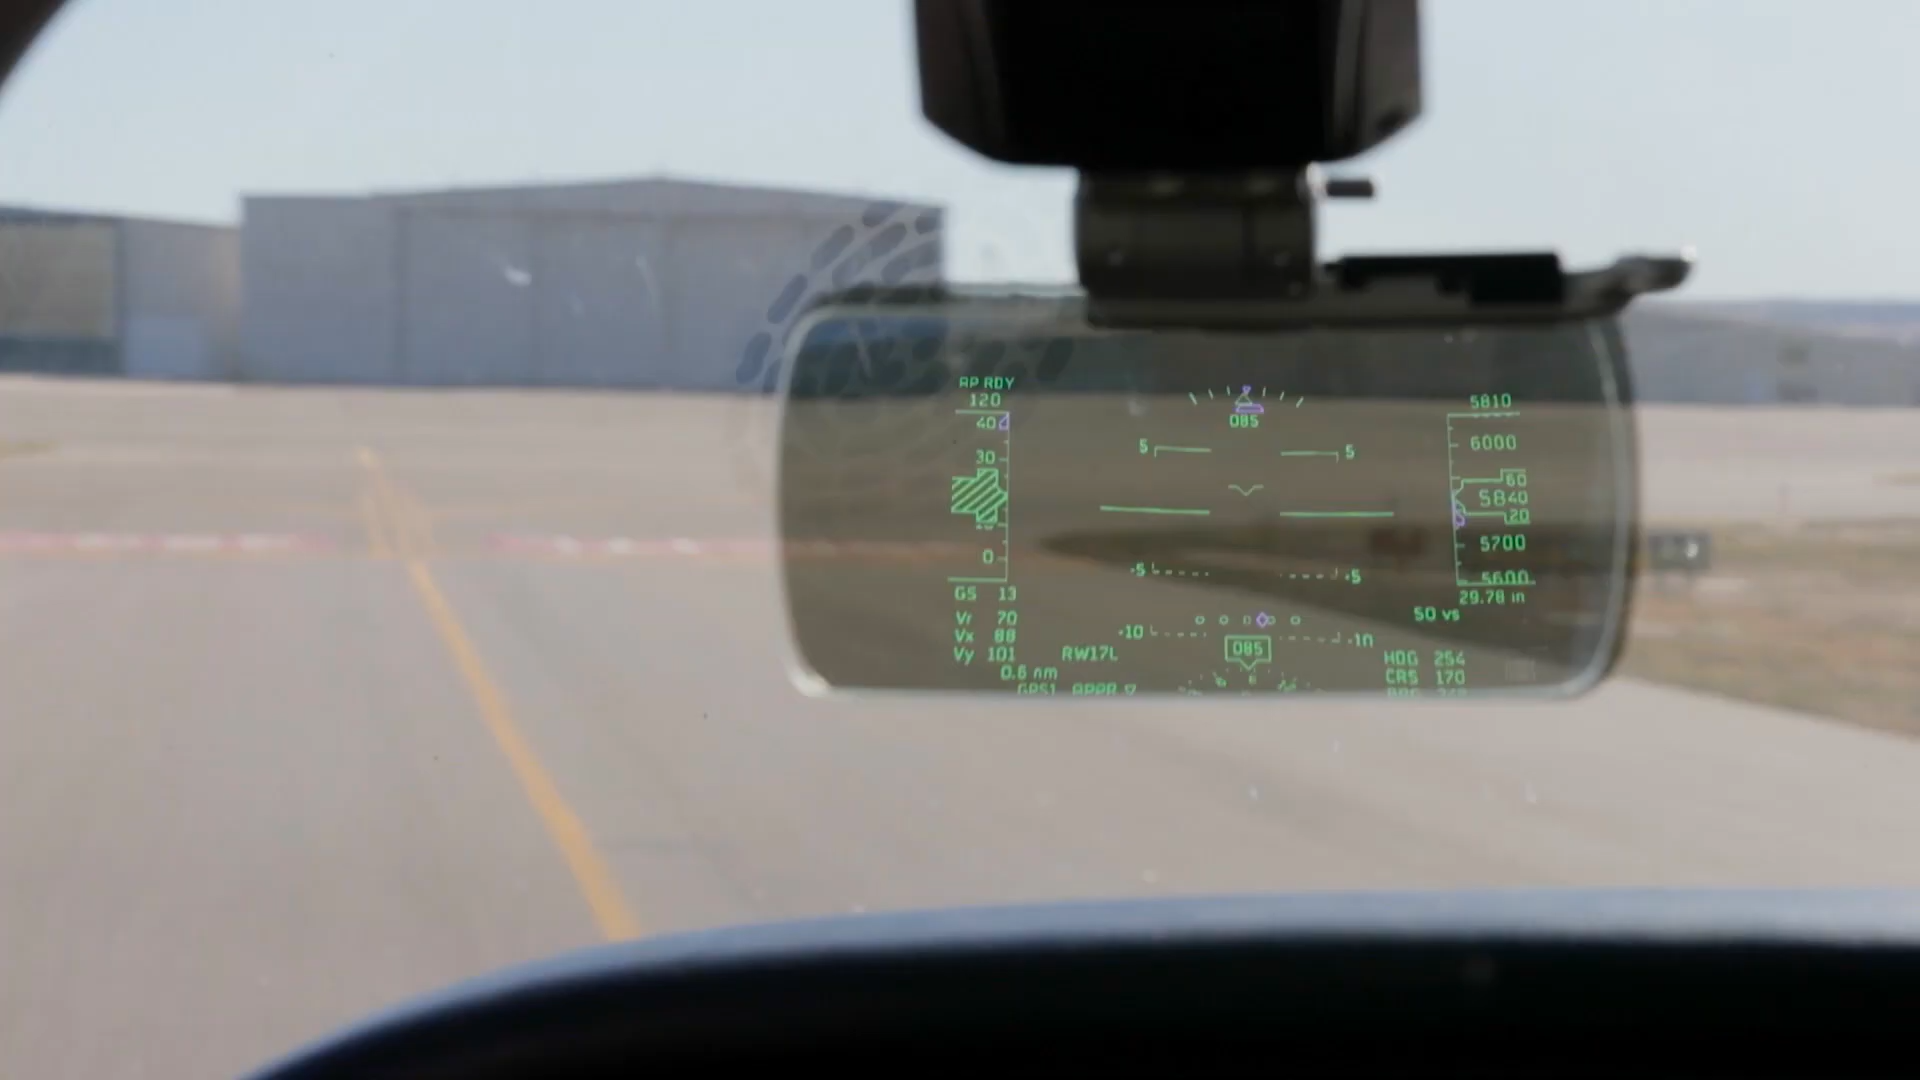 AP RDY
120
40
30
0
GS 13
Vr 70
Vx 88
Vy 101
0.6 nm
RW17L
GPS1 APPR
085
5 5
-5 -5
-10 -10
085
5810
6000
60
5840
20
5700
5600
29.78 in
50 vs
HDG 254
CRS 170